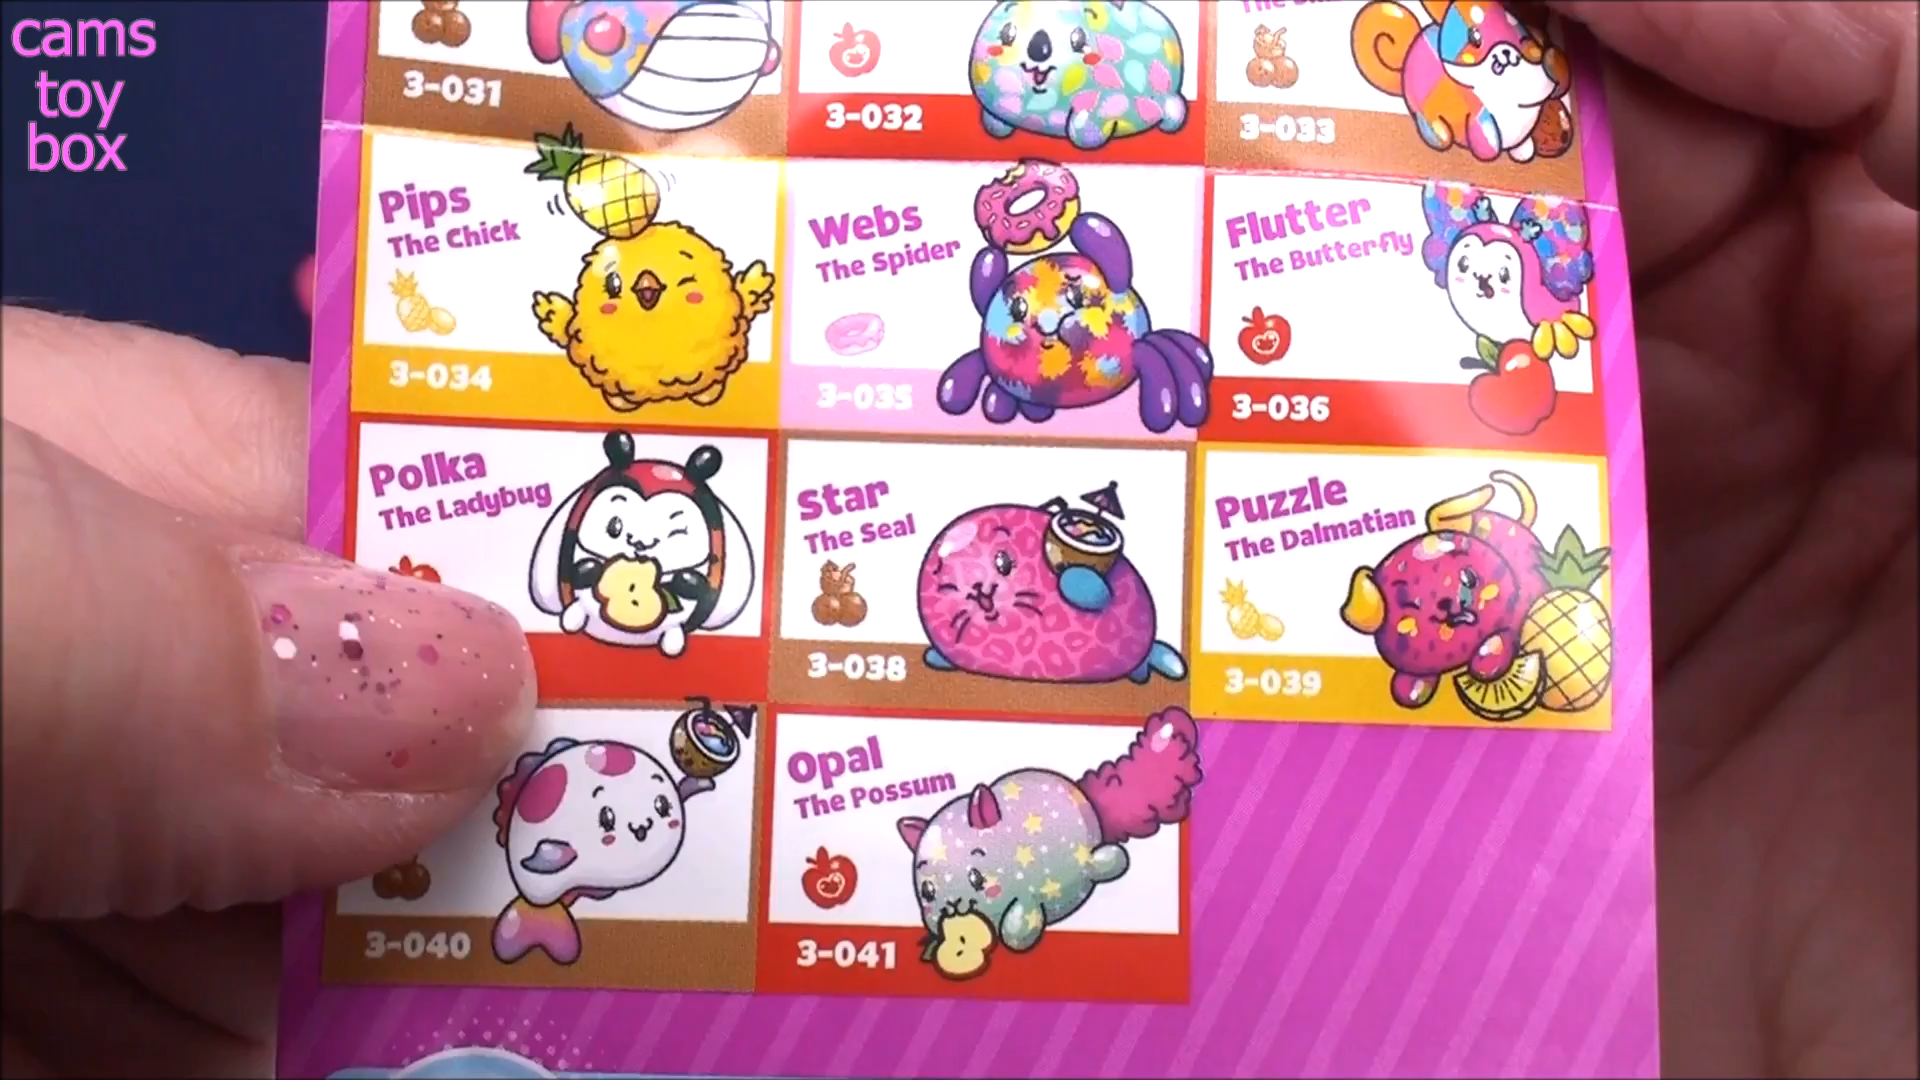 cams
toy
box
3-031
3-032
3-033
Pips
The Chick
3-034
Webs
The Spider
3-035
Flutter
The Butterfly
3-036
Polka
The Ladybug
Star
The Seal
3-038
Puzzle
The Dalmatian
3-039
3-040
Opal
The Possum
3-041